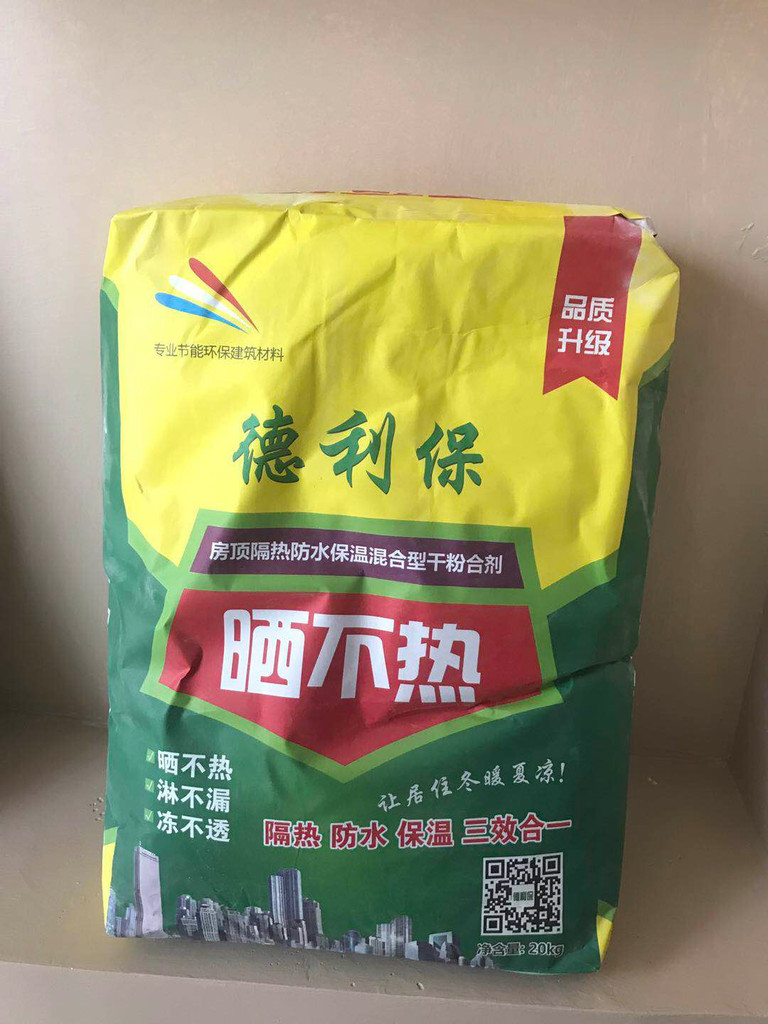 品质
升级
专业节能环保建筑材料
德利保
房顶隔热防水保温混合型干粉合剂
晒不热
晒不热
淋不漏
冻不透
让居住冬暖夏凉!
隔热 防水 保温 三效合一
德利保
净含量: 20kg